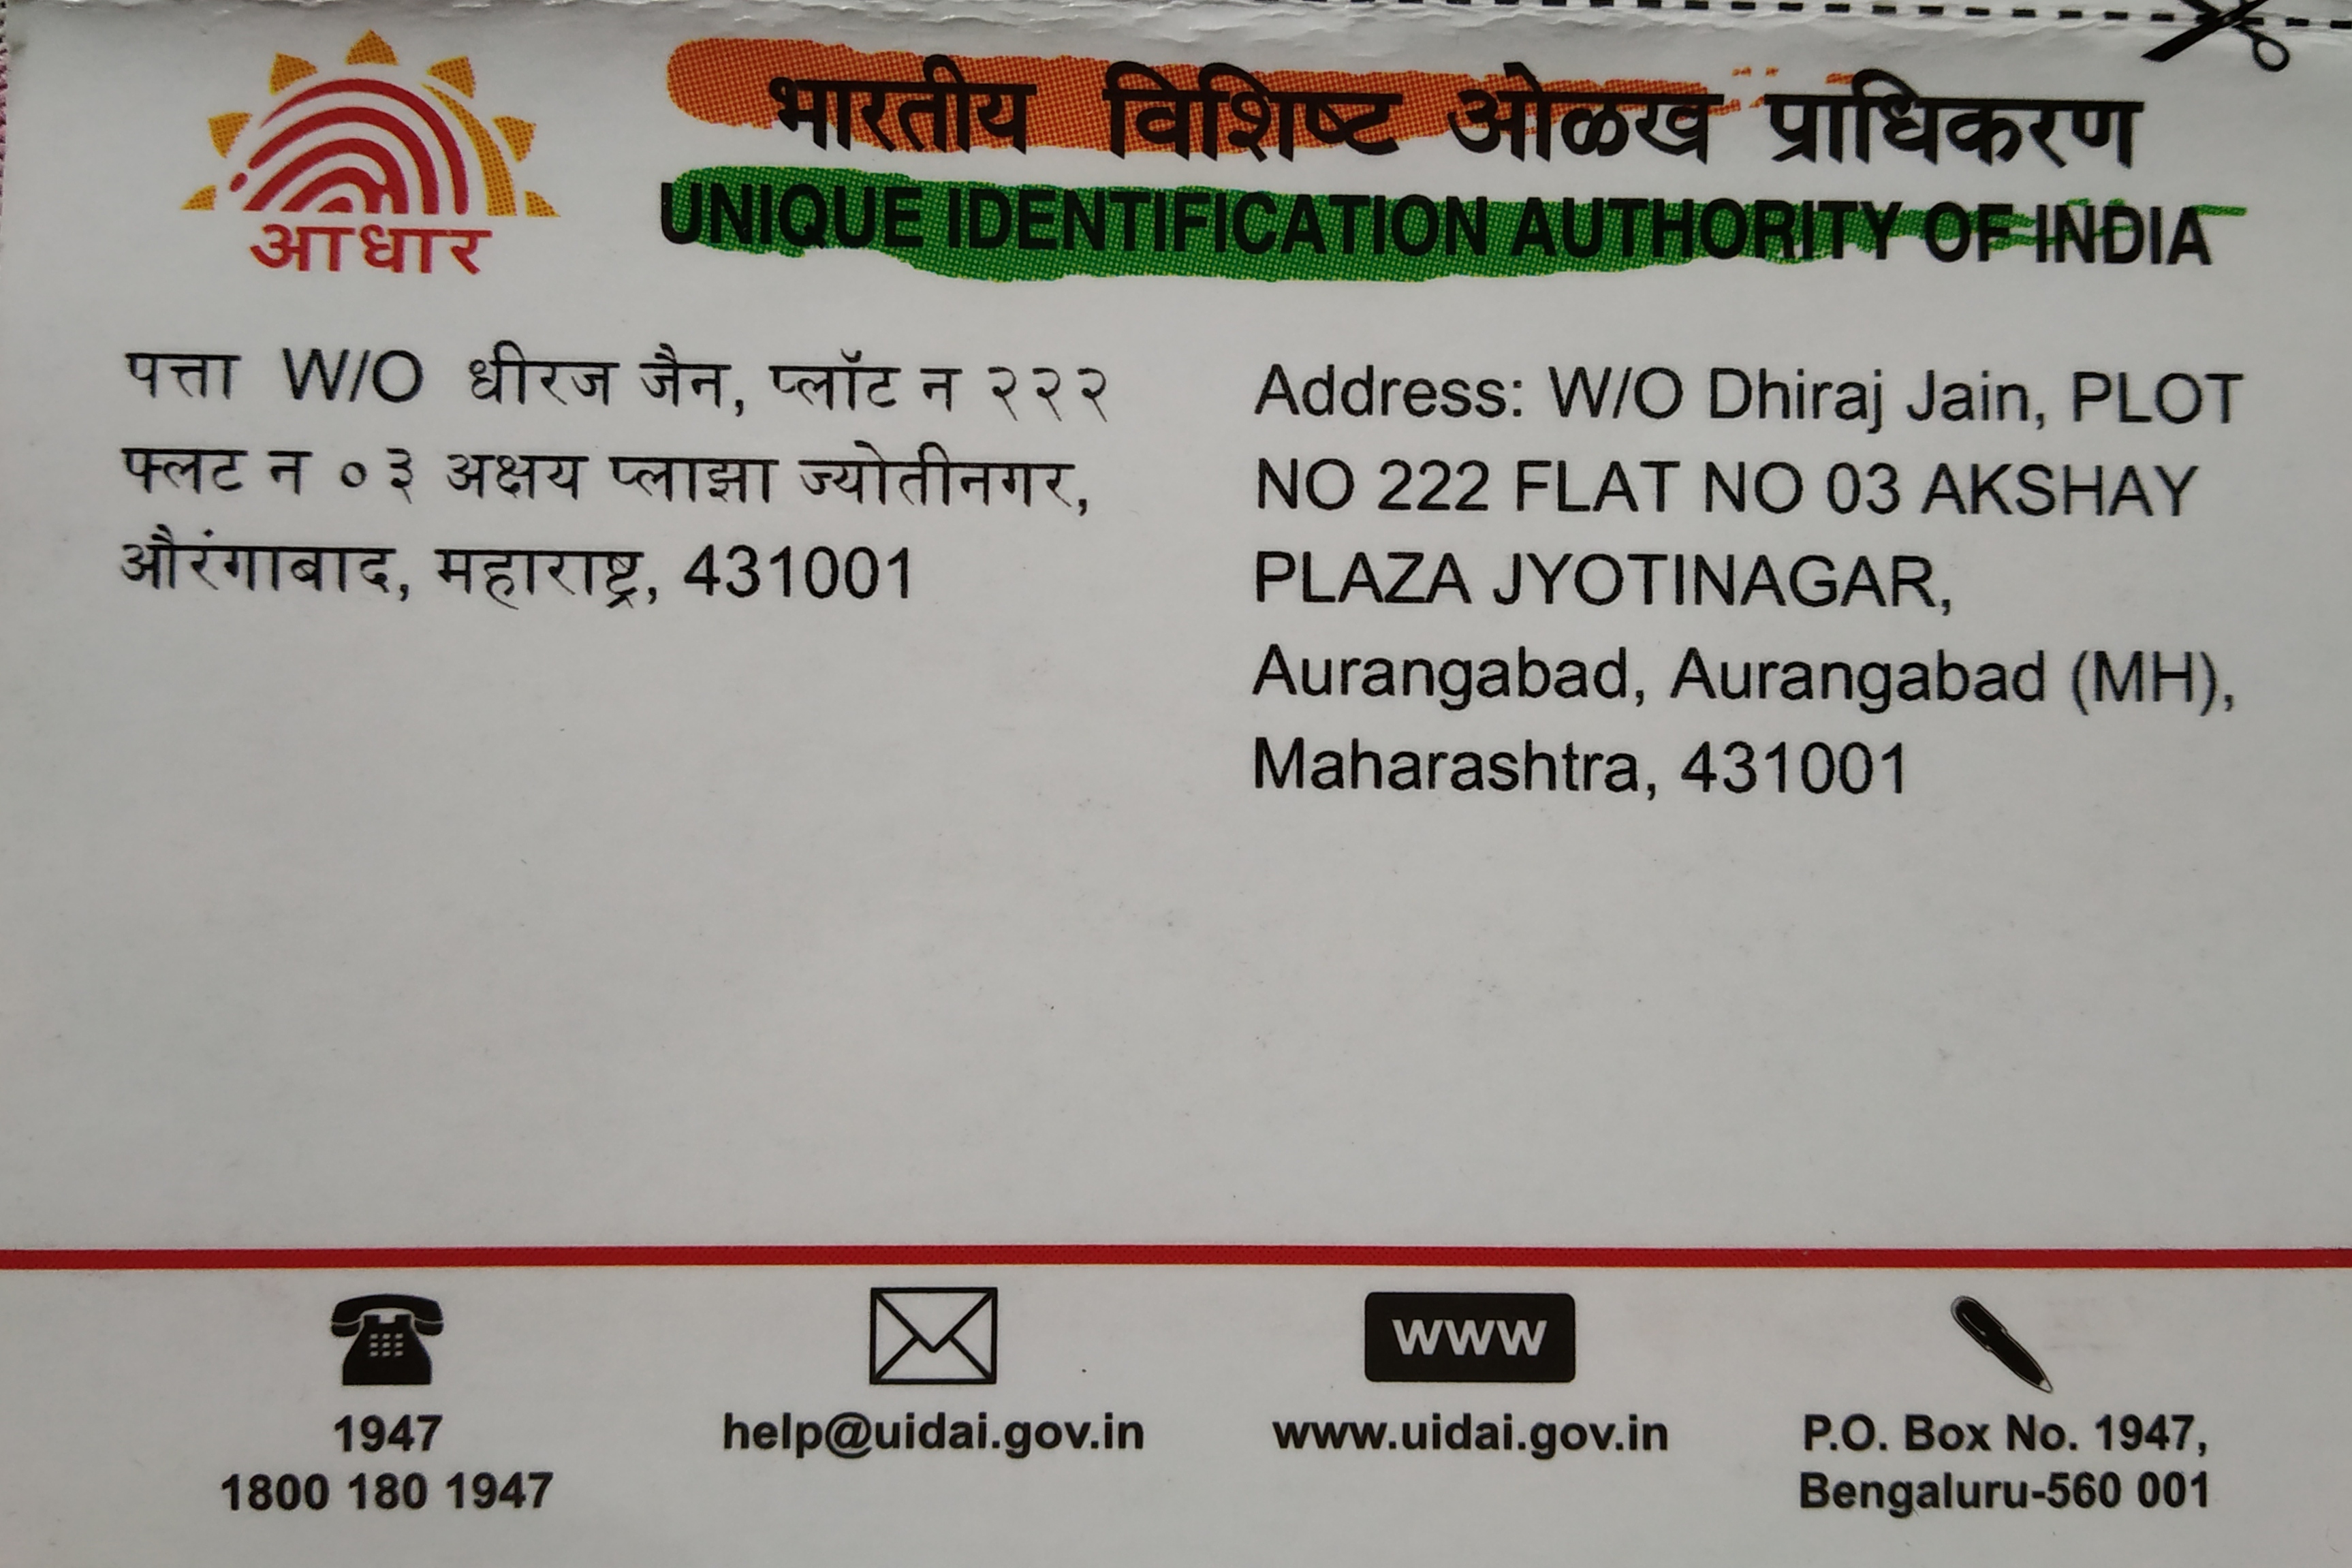 आधार
भारतीय विशिष्ट ओळख प्राधिकरण
UNIQUE IDENTIFICATION AUTHORITY OF INDIA
पत्ता W/O धीरज जैन, प्लॉट न २२२
फ्लट न ०३ अक्षय प्लाझा ज्योतीनगर,
औरंगाबाद, महाराष्ट्र, 431001
Address: W/O Dhiraj Jain, PLOT
NO 222 FLAT NO 03 AKSHAY
PLAZA JYOTINAGAR,
Aurangabad, Aurangabad (MH),
Maharashtra, 431001
1947
1800 180 1947
help@uidai.gov.in
www
www.uidai.gov.in
P.O. Box No. 1947,
Bengaluru-560 001